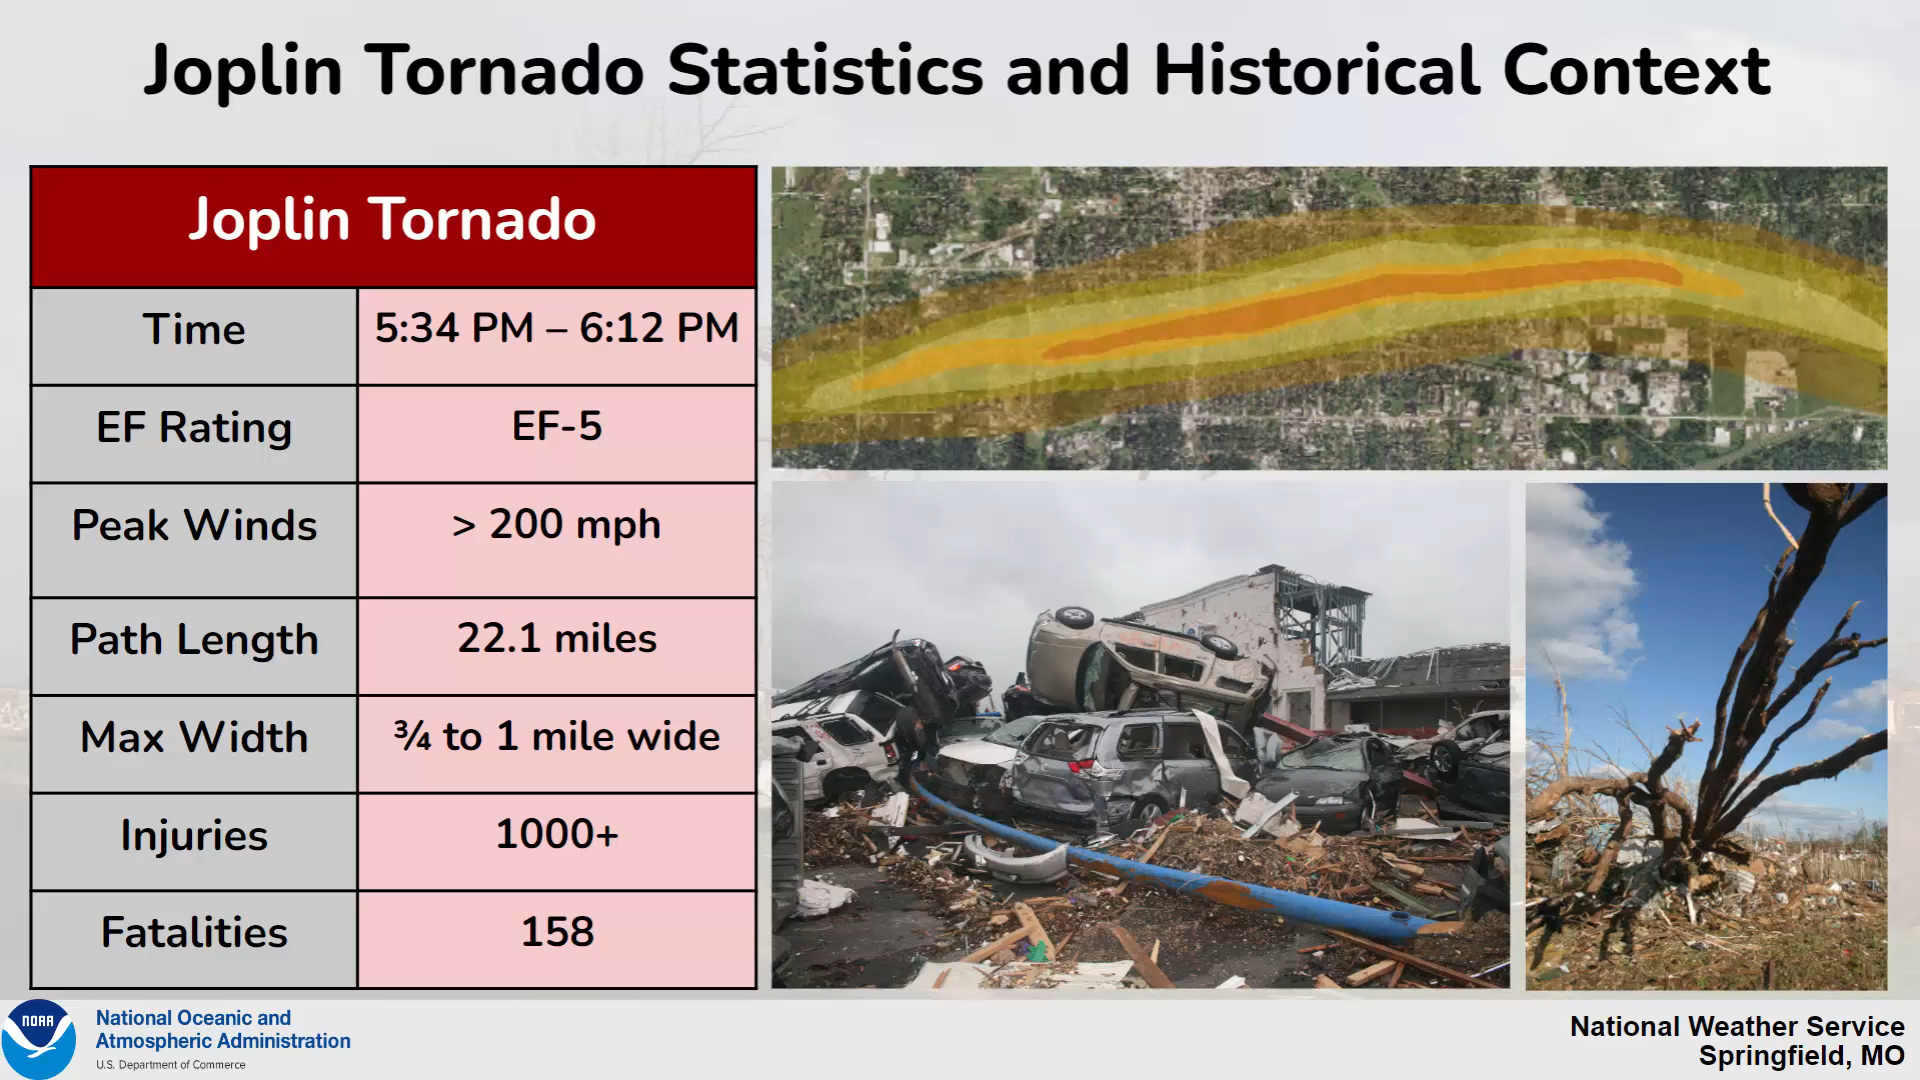 Joplin Tornado Statistics and Historical Context
Joplin Tornado
Time 5:34 PM – 6:12 PM
EF Rating EF-5
Peak Winds > 200 mph
Path Length 22.1 miles
Max Width ¾ to 1 mile wide
Injuries 1000+
Fatalities 158
NOAA
National Oceanic and
Atmospheric Administration
U.S. Department of Commerce
National Weather Service
Springfield, MO